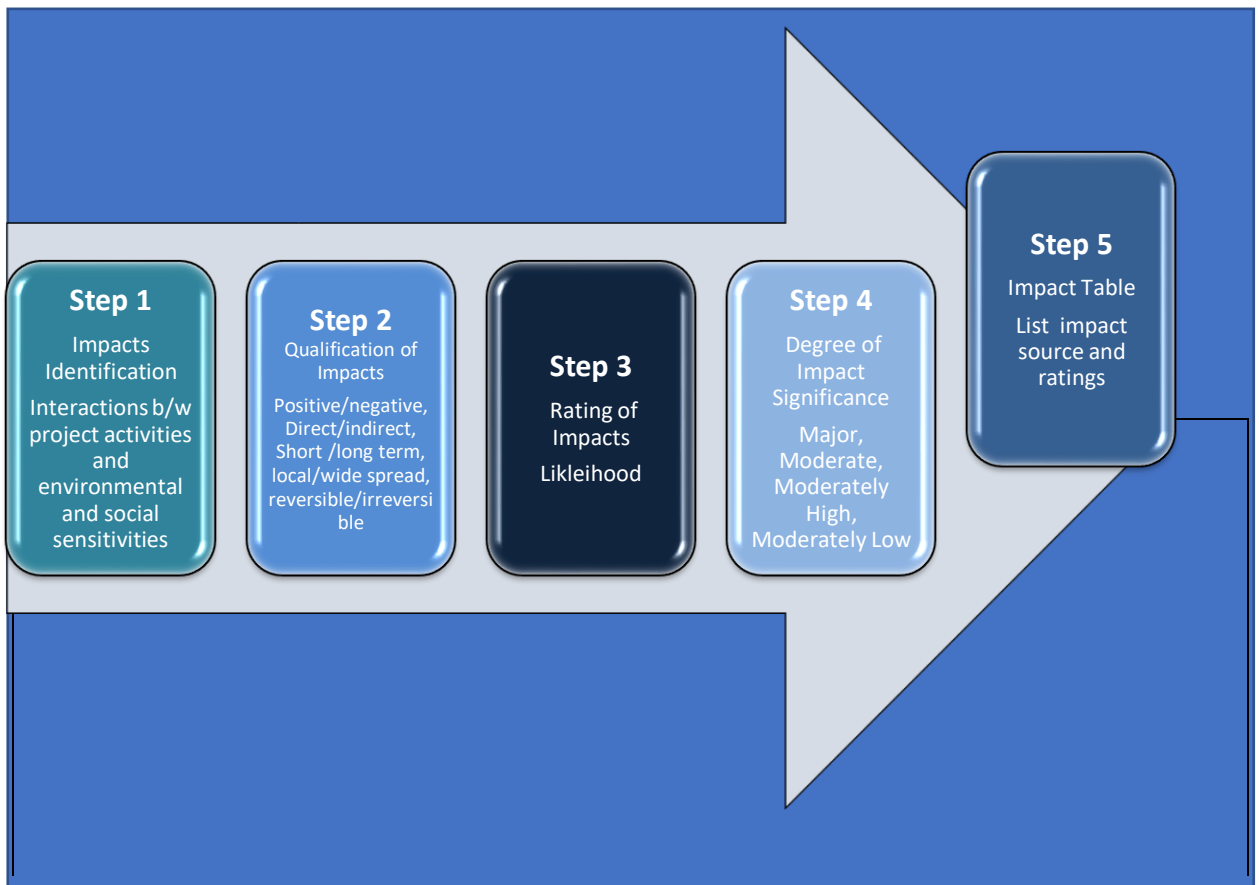 Step 1
Impacts
Identification
Interactions b/w
project activities
and
environmental
and social
sensitivities
Step 2
Qualification of
Impacts
Positive/negative,
Direct/indirect,
Short /long term,
local/wide spread,
reversible/irreversi
ble
Step 3
Rating of
Impacts
Likleihood
Step 4
Degree of
Impact
Significance
Major,
Moderate,
Moderately
High,
Moderately Low
Step 5
Impact Table
List impact
source and
ratings